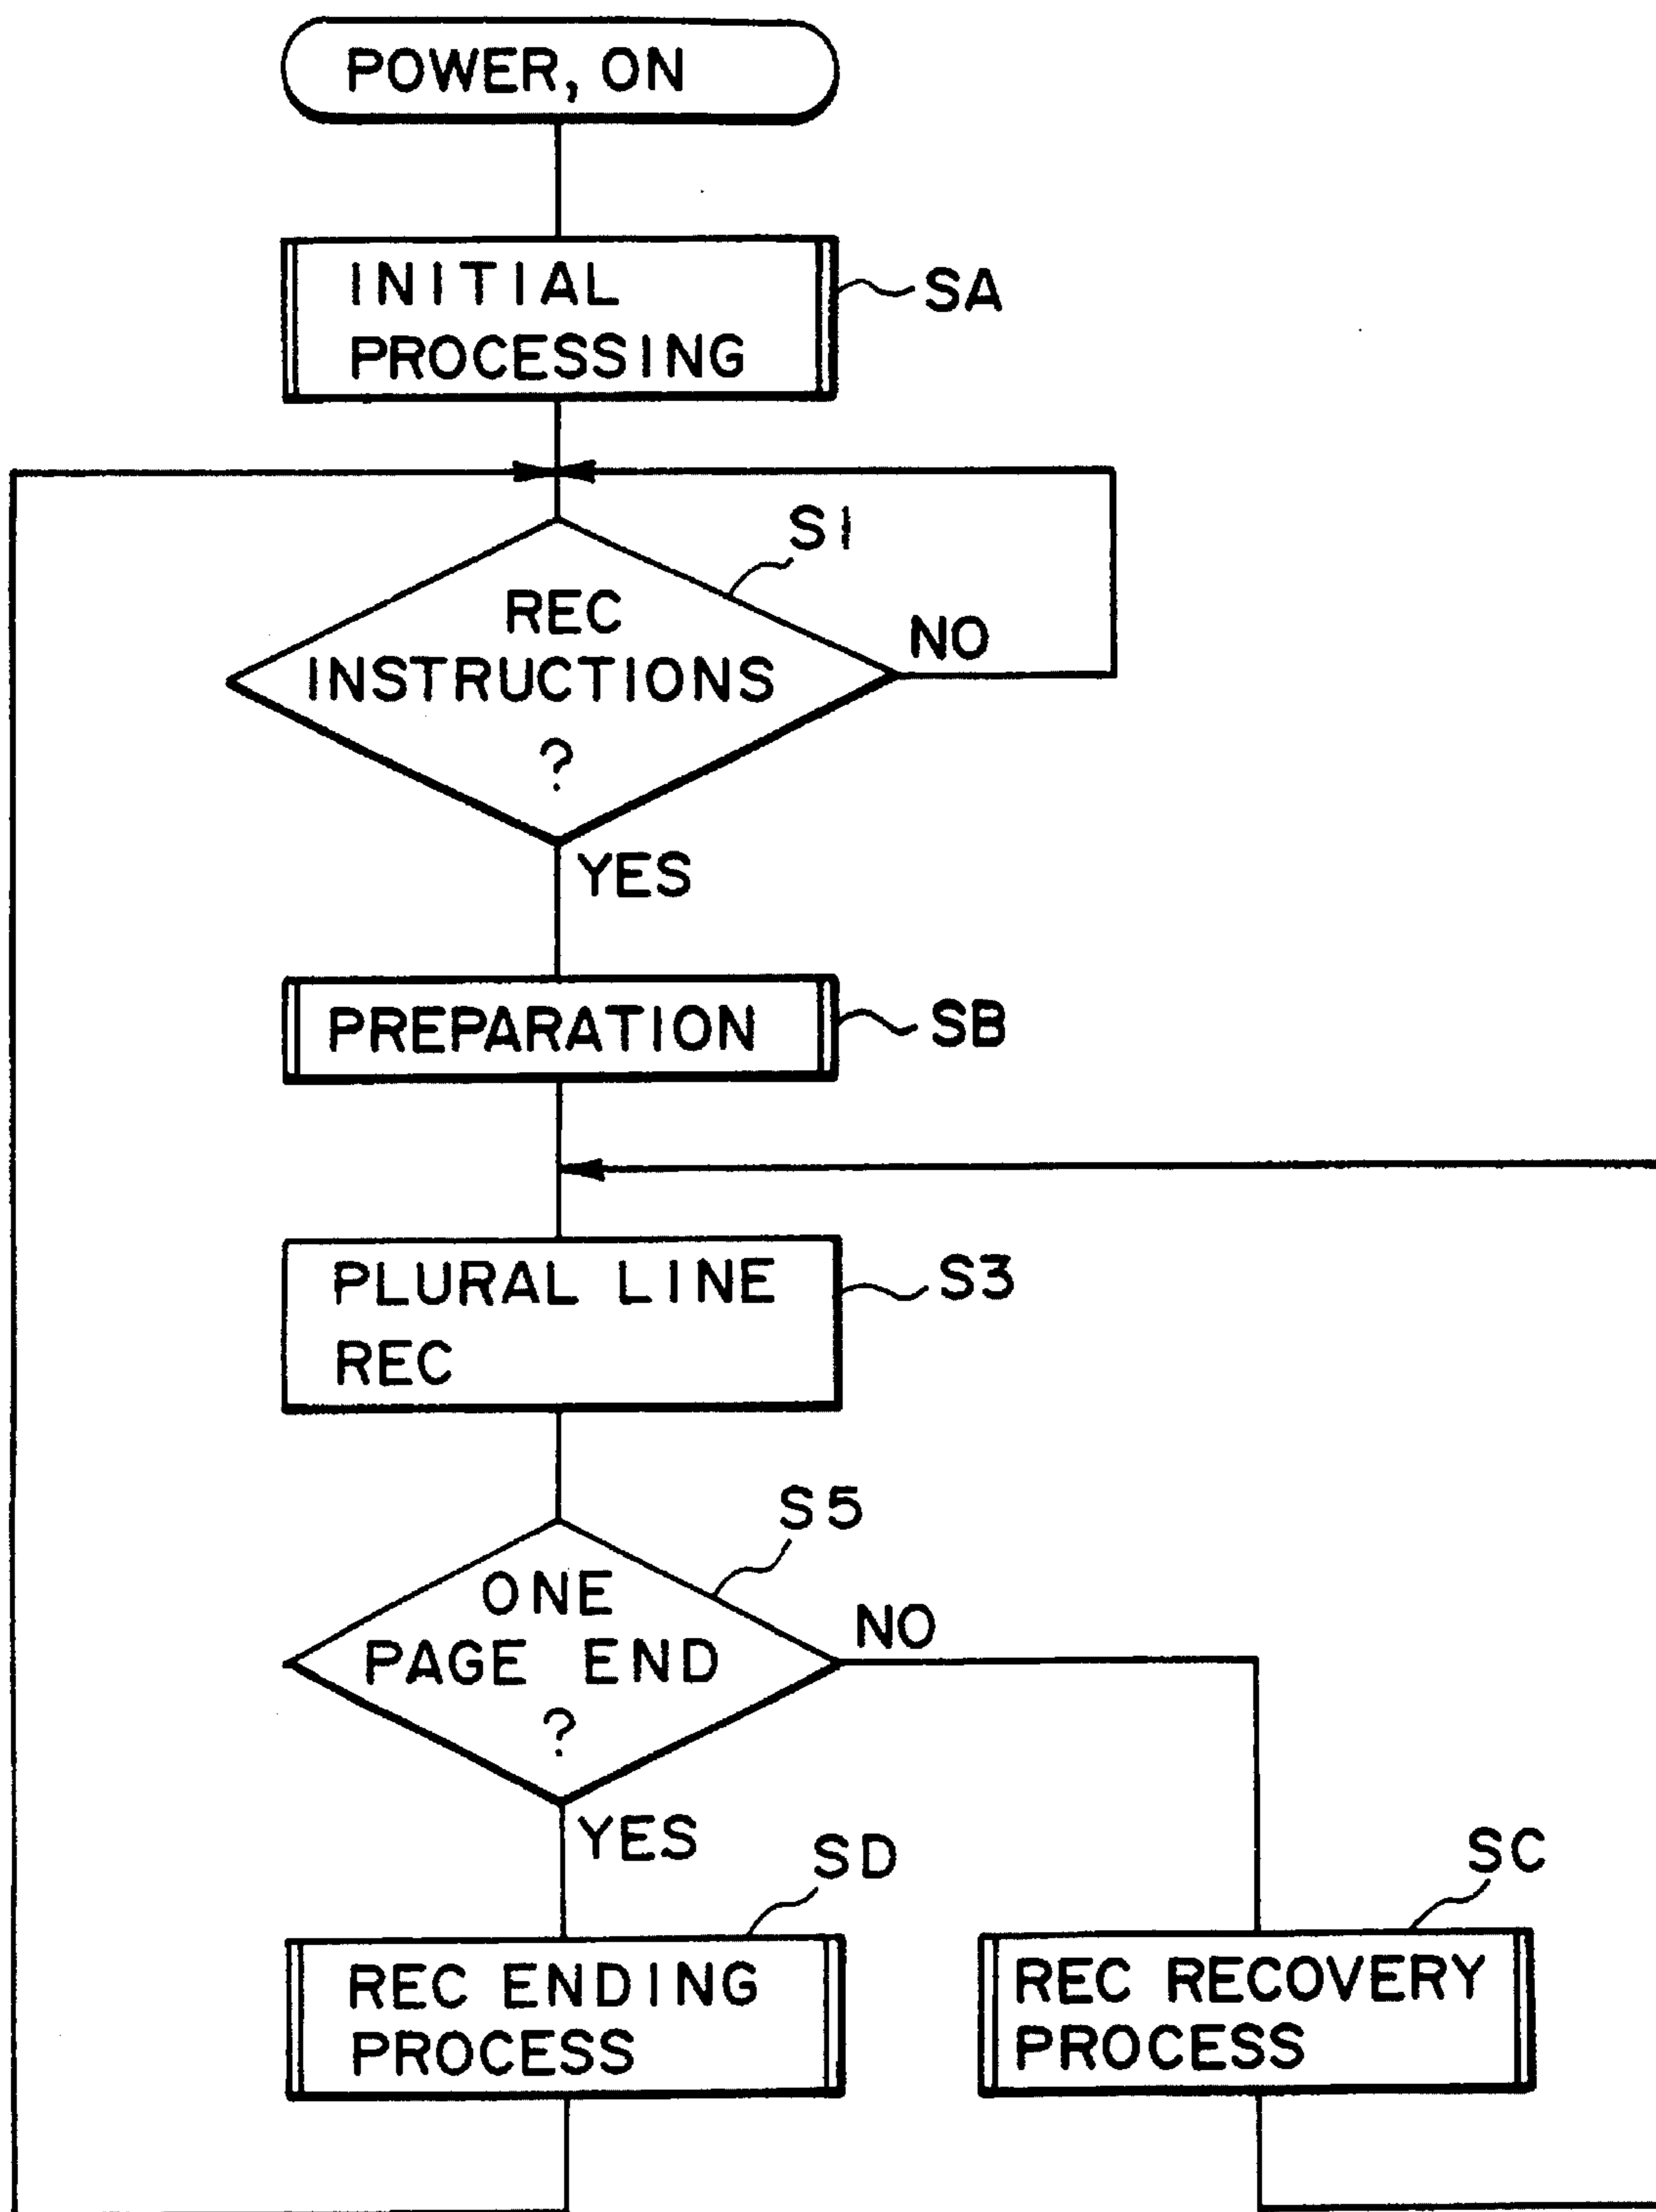 POWER, ON
INITIAL
PROCESSING
SA
S1
REC
INSTRUCTIONS
?
NO
YES
PREPARATION
SB
PLURAL LINE
REC
S3
S5
ONE
PAGE END
?
NO
YES
SD
SC
REC ENDING
PROCESS
REC RECOVERY
PROCESS